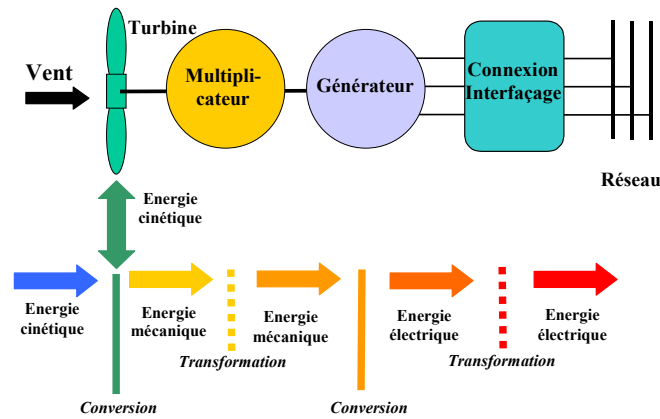 Turbine
Vent
Multipli-
cateur
Générateur
Connexion
Interfaçage
Réseau
Energie
cinétique
Energie
cinétique
Energie
mécanique
Energie
mécanique
Energie
électrique
Energie
électrique
Transformation
Transformation
Conversion
Conversion